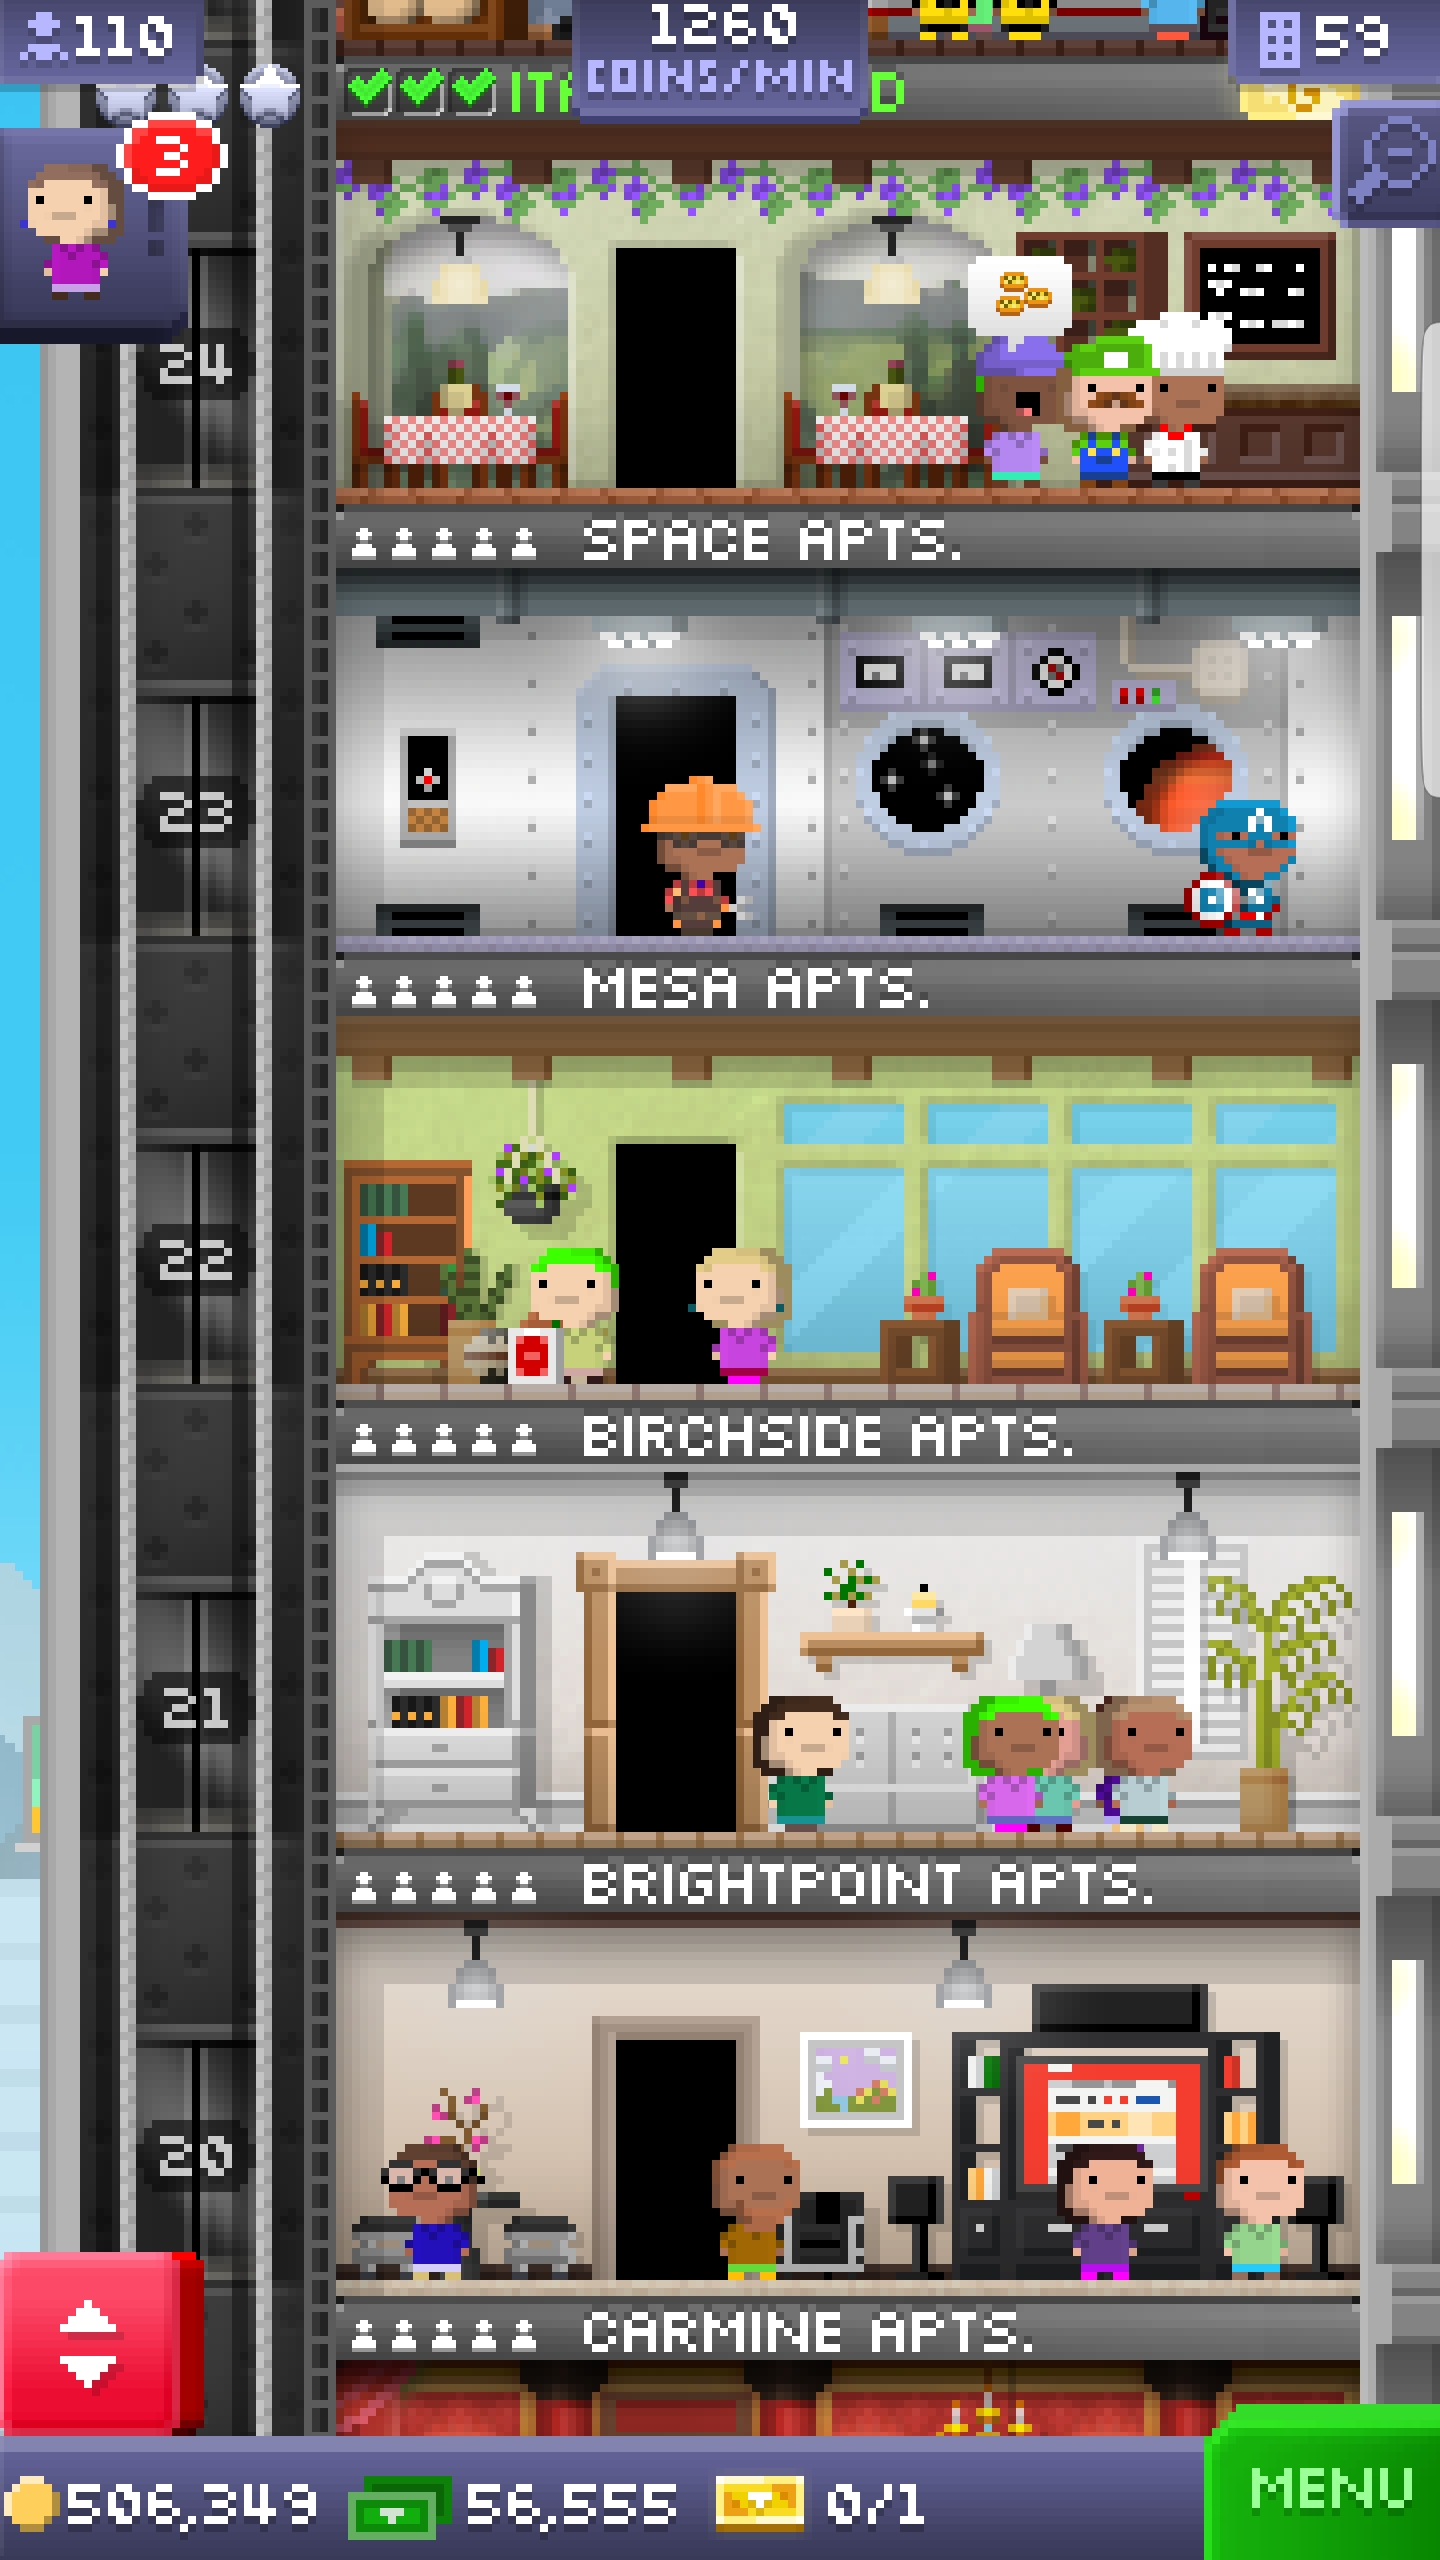 110
1260
COINS/MIN
59
3
24
SPACE APTS.
23
MESA APTS.
22
BIRCHSIDE APTS.
21
BRIGHTPOINT APTS.
20
CARMINE APTS.
506,349
56,555
0/1
MENU